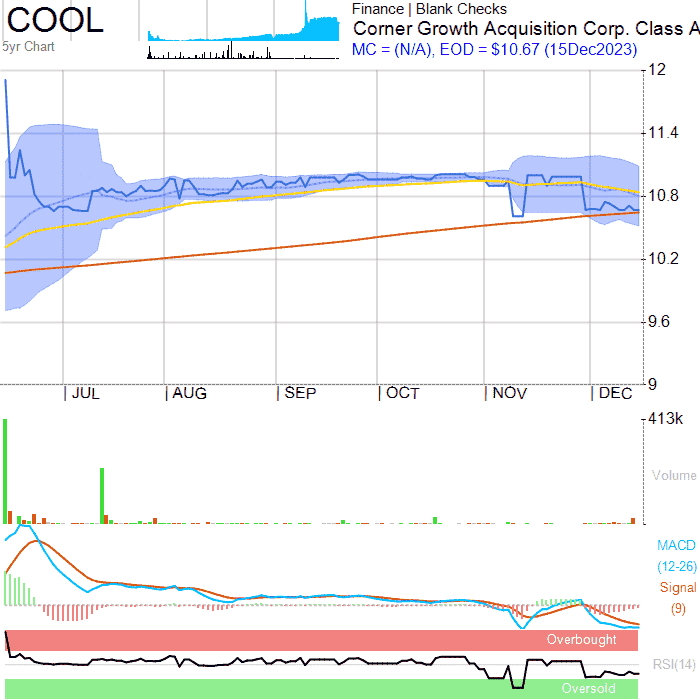 COOL
5yr Chart
Finance | Blank Checks
Corner Growth Acquisition Corp. Class A
MC = (N/A), EOD = $10.67 (15Dec2023)
12
11.4
10.8
10.2
9.6
9
JUL AUG SEP OCT NOV DEC
413k
Volume
MACD
(12-26)
Signal
(9)
Overbought
RSI(14)
Oversold